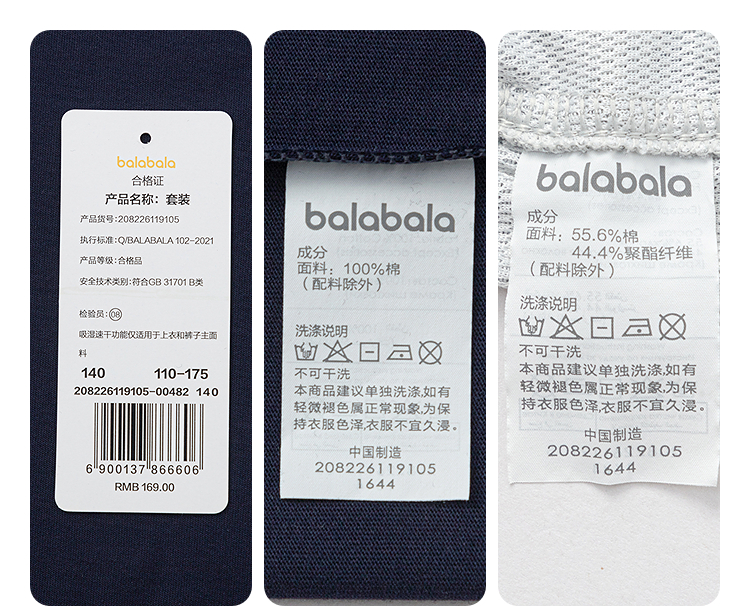 balabala
合格证
产品名称：套装
产品货号：208226119105
执行标准：Q/BALABALA 102-2021
产品等级：合格品
安全技术类别：符合GB 31701 B类
检验员：08
吸湿速干功能仅适用于上衣和裤子主面
料
140 110-175
208226119105-00482 140
6 900137 866606
RMB 169.00
balabala
成分
面料：100%棉
（配料除外）
洗涤说明
不可干洗
本商品建议单独洗涤,如有
轻微褪色属正常现象,为保
持衣服色泽,衣服不宜久浸。
中国制造
208226119105
1644
balabala
成分
面料：55.6%棉
44.4%聚酯纤维
（配料除外）
洗涤说明
不可干洗
本商品建议单独洗涤,如有
轻微褪色属正常现象,为保
持衣服色泽,衣服不宜久浸。
中国制造
208226119105
1644